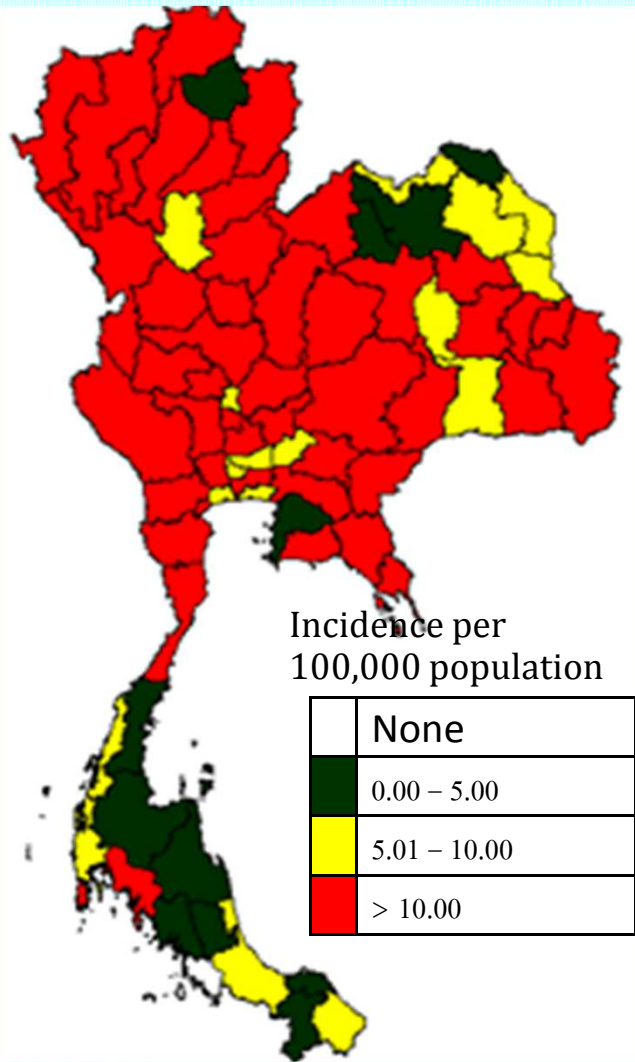 Incidence per
100,000 population
None
0.00 – 5.00
5.01 – 10.00
> 10.00